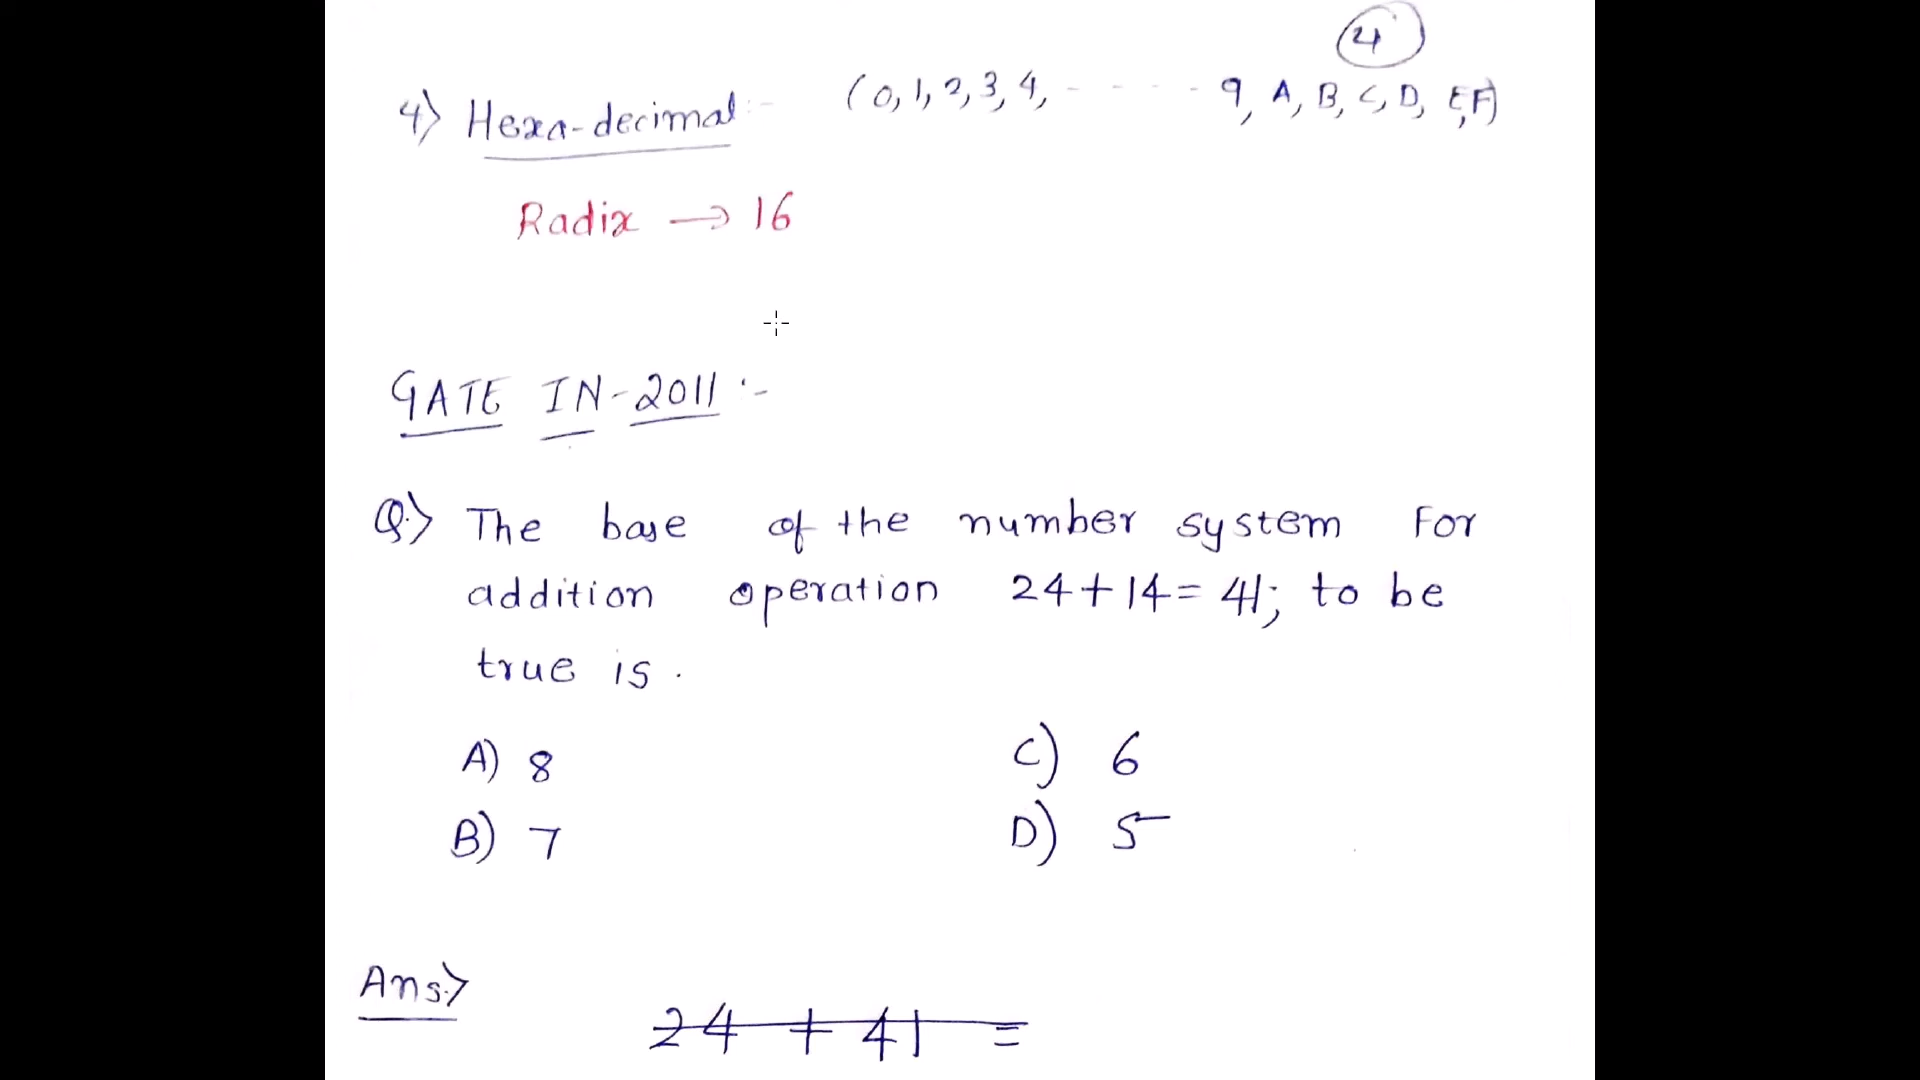 4
4) Hexa-decimal :- (0, 1, 2, 3, 4, - - - - 9, A, B, C, D, E, F)
Radix → 16
GATE IN-2011 :-
Q.) The base of the number system For
addition operation 24+14=41; to be
true is.
A) 8 C) 6
B) 7 D) 5
Ans.)
24 + 41 =